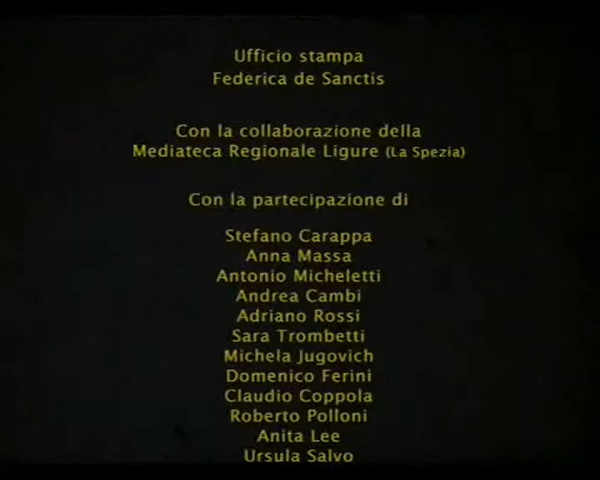 Ufficio stampa
Federica de Sanctis
Con la collaborazione della
Mediateca Regionale Ligure (La Spezia)
Con la partecipazione di
Stefano Carappa
Anna Massa
Antonio Micheletti
Andrea Cambi
Adriano Rossi
Sara Trombetti
Michela Jugovich
Domenico Ferini
Claudio Coppola
Roberto Polloni
Anita Lee
Ursula Salvo